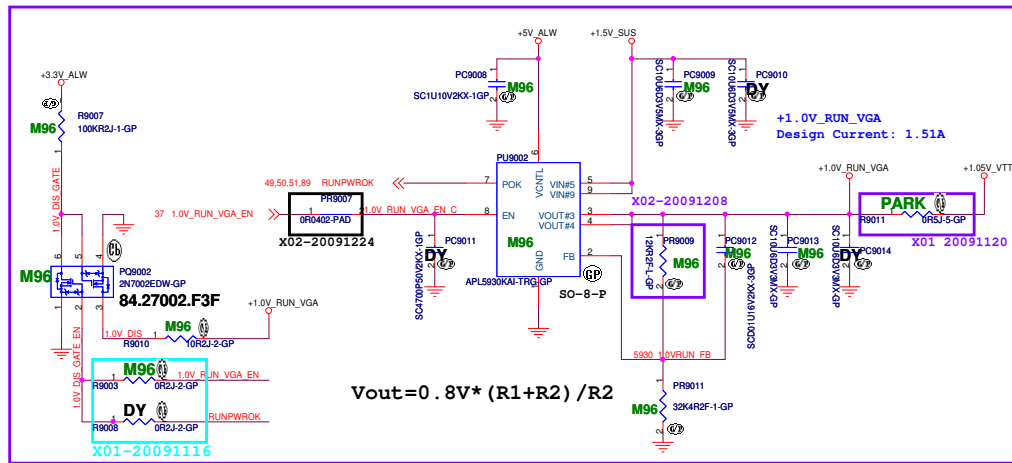 +5V_ALW
+1.5V_SUS
+3.3V_ALW
PC9008
M96
SC1U10V2KX-1GP
PC9009
M96
SC10U6D3V5MX-3GP
PC9010
DY
SC10U6D3V5MX-3GP
R9007
M96
100KR2J-1-GP
+1.0V_RUN_VGA
Design Current: 1.51A
PU9002
49,50,51,89 RUNPWROK
7 POK
VCNTL 6
VIN#5 5
VIN#9 9
+1.0V_RUN_VGA
+1.05V_VTT
X02-20091208
PR9007
37 1.0V_RUN_VGA_EN
1.0V_RUN_VGA_EN_C
0R0402-PAD
X02-20091224
8 EN
VOUT#3 3
VOUT#4 4
M96
GND
FB 2
APL5930KAI-TRG-GP
GP
SO-8-P
PC9011
DY
SC4700P50V2KX-1GP
PR9009
M96
12KR2F-L-GP
PC9012
M96
SCD01U16V2KX-3GP
PC9013
M96
SC10U6D3V3MX-GP
PC9014
DY
SC10U6D3V3MX-GP
PARK
R9011
0R5J-5-GP
X01 20091120
1.0V_DIS_GATE
M96
PQ9002
2N7002EDW-GP
84.27002.F3F
+1.0V_RUN_VGA
1.0V_DIS
M96
R9010
10R2J-2-GP
1.0V_DIS_GATE_EN
M96
1.0V_RUN_VGA_EN
R9003
0R2J-2-GP
DY
RUNPWROK
R9008
0R2J-2-GP
X01-20091116
5930_1.0VRUN_FB
Vout=0.8V*(R1+R2)/R2
PR9011
M96
32K4R2F-1-GP